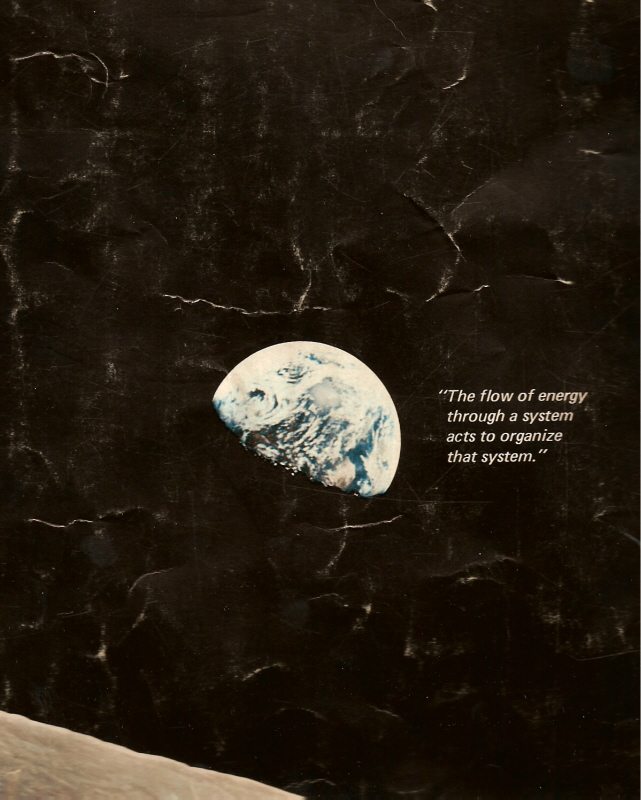 "The flow of energy
through a system
acts to organize
that system."